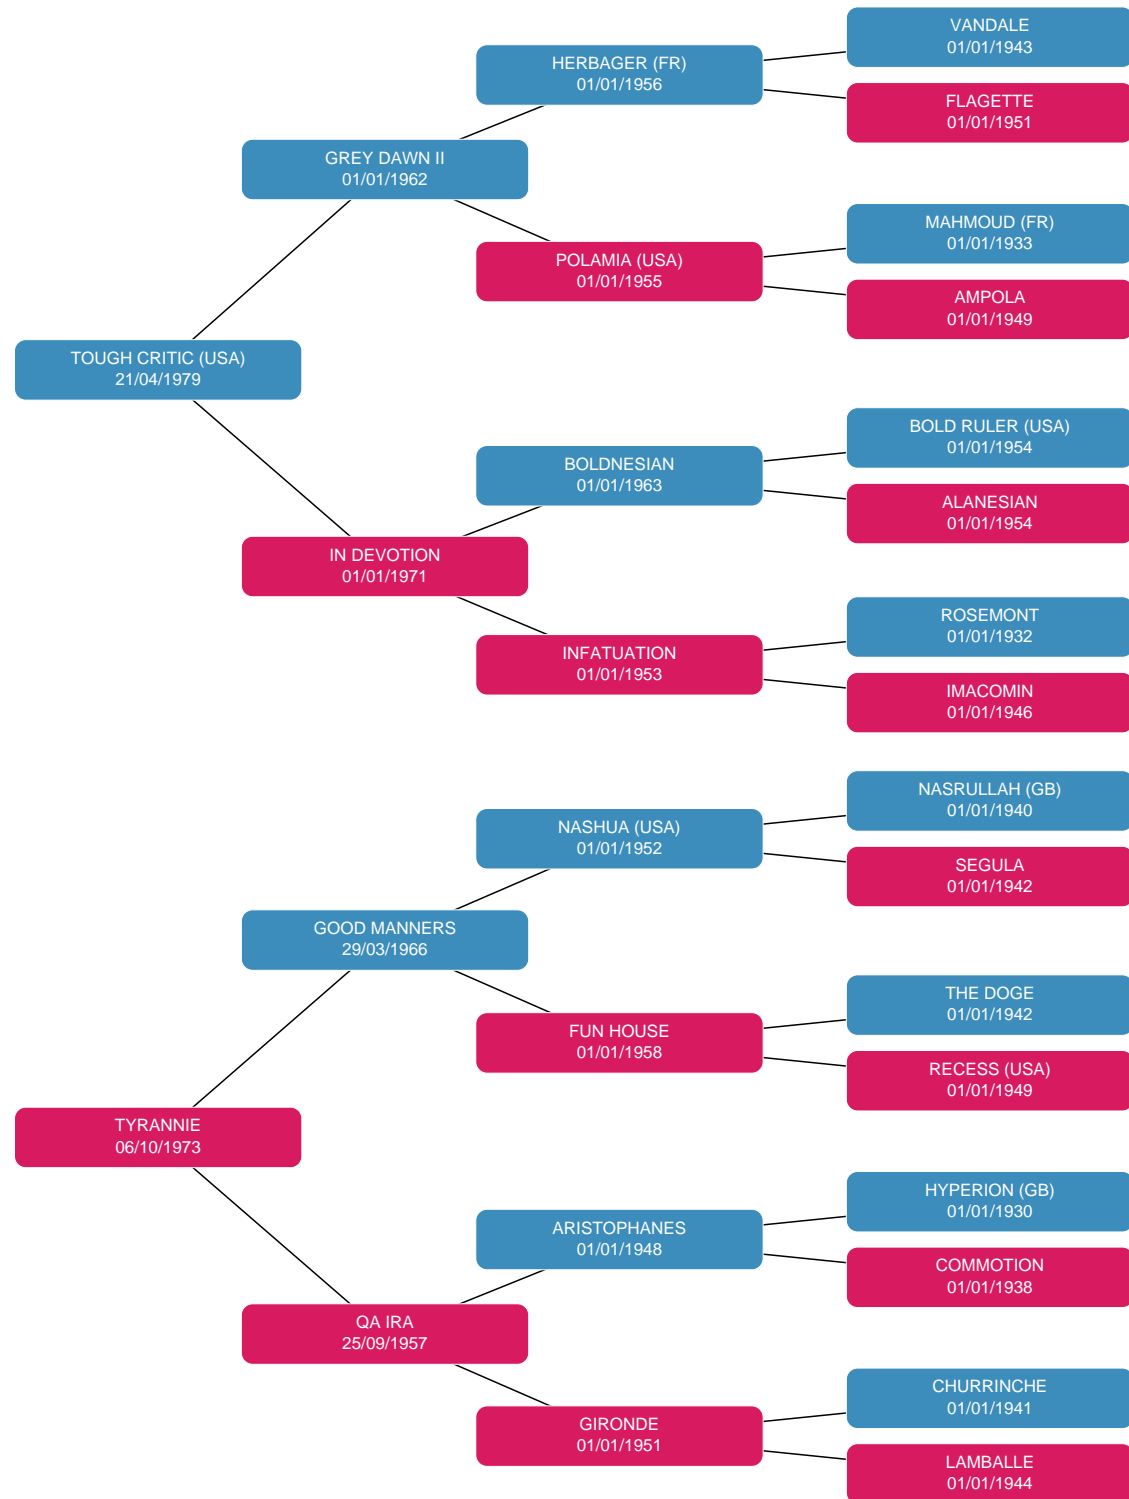 VANDALE
01/01/1943
HERBAGER (FR)
01/01/1956
FLAGETTE
01/01/1951
GREY DAWN II
01/01/1962
MAHMOUD (FR)
01/01/1933
POLAMIA (USA)
01/01/1955
AMPOLA
01/01/1949
TOUGH CRITIC (USA)
21/04/1979
BOLD RULER (USA)
01/01/1954
BOLDNESIAN
01/01/1963
ALANESIAN
01/01/1954
IN DEVOTION
01/01/1971
ROSEMONT
01/01/1932
INFATUATION
01/01/1953
IMACOMIN
01/01/1946
NASRULLAH (GB)
01/01/1940
NASHUA (USA)
01/01/1952
SEGULA
01/01/1942
GOOD MANNERS
29/03/1966
THE DOGE
01/01/1942
FUN HOUSE
01/01/1958
RECESS (USA)
01/01/1949
TYRANNIE
06/10/1973
HYPERION (GB)
01/01/1930
ARISTOPHANES
01/01/1948
COMMOTION
01/01/1938
QA IRA
25/09/1957
CHURRINCHE
01/01/1941
GIRONDE
01/01/1951
LAMBALLE
01/01/1944